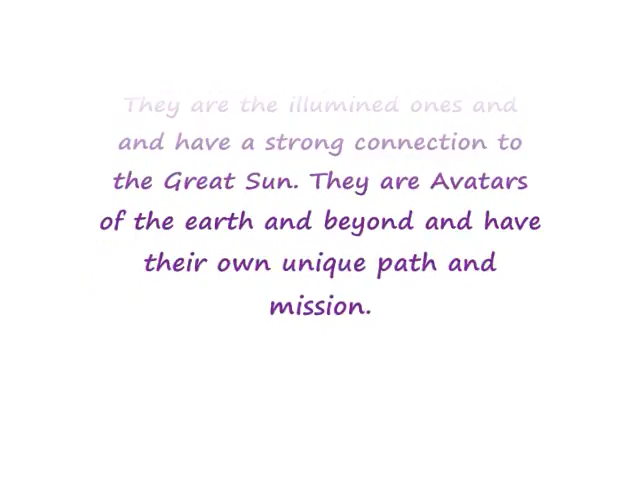 They are the illumined ones and
and have a strong connection to
the Great Sun. They are Avatars
of the earth and beyond and have
their own unique path and
mission.